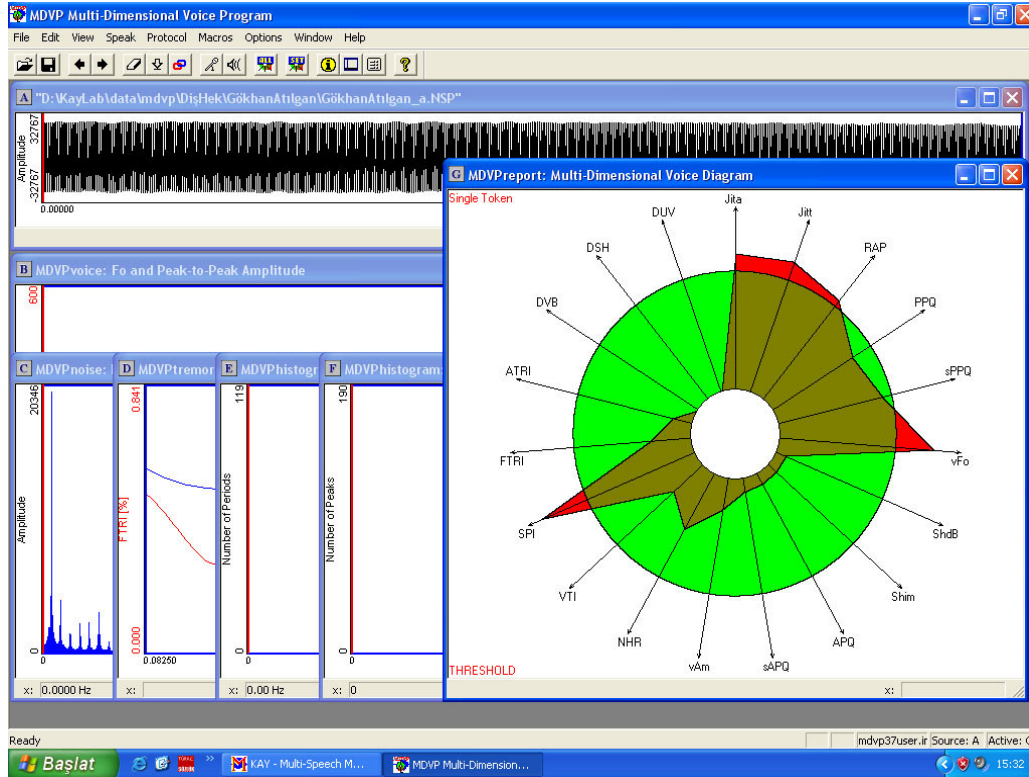 MDVP Multi-Dimensional Voice Program
File Edit View Speak Protocol Macros Options Window Help
A "D:\KayLab\data\mdvp\DişHek\GökhanAtılgan\GökhanAtılgan_a.NSP"
Amplitude
32767
-32767
0.00000
G MDVPreport: Multi-Dimensional Voice Diagram
Single Token
Jita
Jitt
RAP
PPQ
sPPQ
vFo
ShdB
Shim
APQ
sAPQ
vAm
NHR
VTI
SPI
FTRI
ATRI
DVB
DSH
DUV
THRESHOLD
x:
B MDVPvoice: Fo and Peak-to-Peak Amplitude
600
C MDVPnoise:
20346
Amplitude
0
0
x: 0.0000 Hz
D MDVPtremor
0.841
FTRI [%]
0.000
0.08250
x:
E MDVPhistogr
119
Number of Periods
0
0
x: 0.00 Hz
F MDVPhistogram:
190
Number of Peaks
0
0
x: 0
Ready
mdvp37user.ir Source: A Active:
Başlat
KAY - Multi-Speech M...
MDVP Multi-Dimension...
15:32